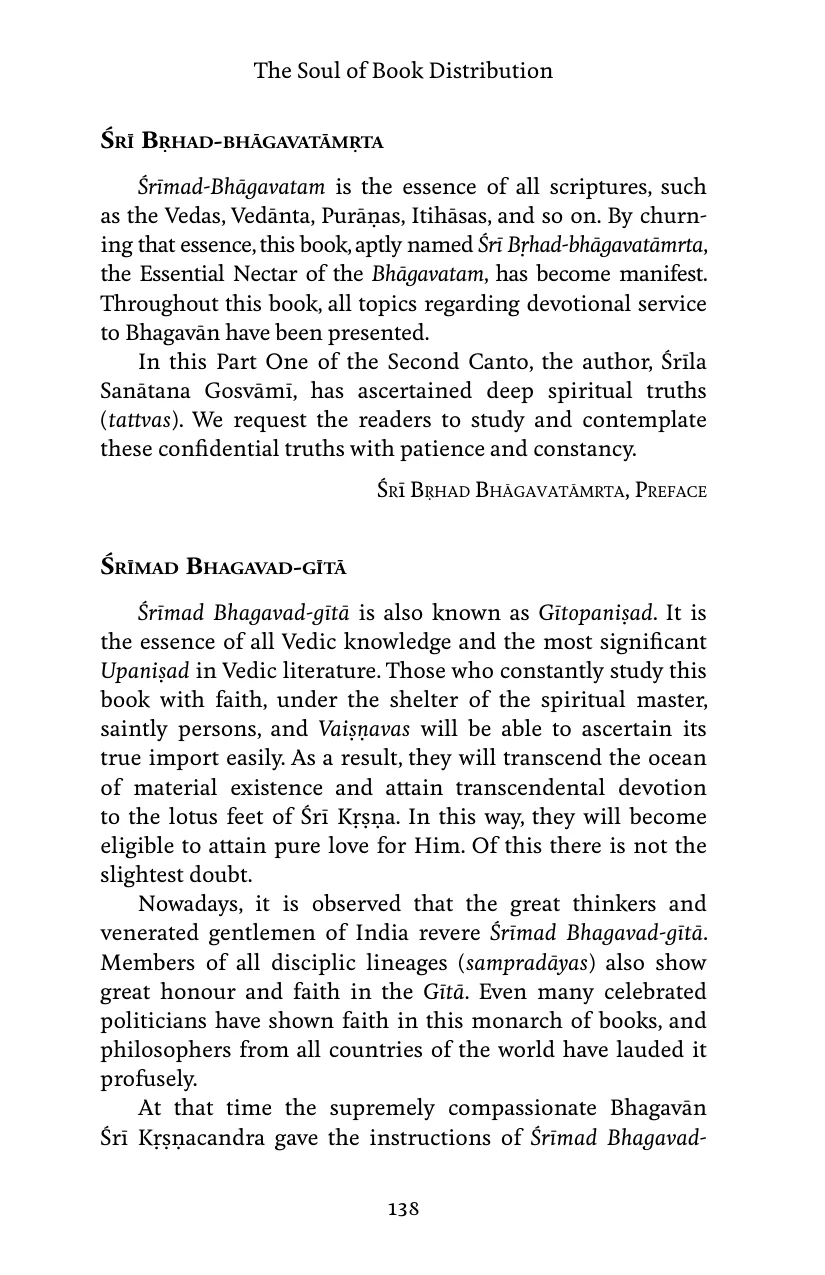 The Soul of Book Distribution
Śrī Bṛhad-bhāgavatāmṛta
Śrīmad-Bhāgavatam is the essence of all scriptures, such
as the Vedas, Vedānta, Purāṇas, Itihāsas, and so on. By churn-
ing that essence, this book, aptly named Śrī Bṛhad-bhāgavatāmrta,
the Essential Nectar of the Bhāgavatam, has become manifest.
Throughout this book, all topics regarding devotional service
to Bhagavān have been presented.
In this Part One of the Second Canto, the author, Śrīla
Sanātana Gosvāmī, has ascertained deep spiritual truths
(tattvas). We request the readers to study and contemplate
these confidential truths with patience and constancy.
Śrī Bṛhad Bhāgavatāmrta, Preface
Śrīmad Bhagavad-gītā
Śrīmad Bhagavad-gītā is also known as Gītopaniṣad. It is
the essence of all Vedic knowledge and the most significant
Upaniṣad in Vedic literature. Those who constantly study this
book with faith, under the shelter of the spiritual master,
saintly persons, and Vaiṣṇavas will be able to ascertain its
true import easily. As a result, they will transcend the ocean
of material existence and attain transcendental devotion
to the lotus feet of Śrī Kṛṣṇa. In this way, they will become
eligible to attain pure love for Him. Of this there is not the
slightest doubt.
Nowadays, it is observed that the great thinkers and
venerated gentlemen of India revere Śrīmad Bhagavad-gītā.
Members of all disciplic lineages (sampradāyas) also show
great honour and faith in the Gītā. Even many celebrated
politicians have shown faith in this monarch of books, and
philosophers from all countries of the world have lauded it
profusely.
At that time the supremely compassionate Bhagavān
Śrī Kṛṣṇacandra gave the instructions of Śrīmad Bhagavad-
138